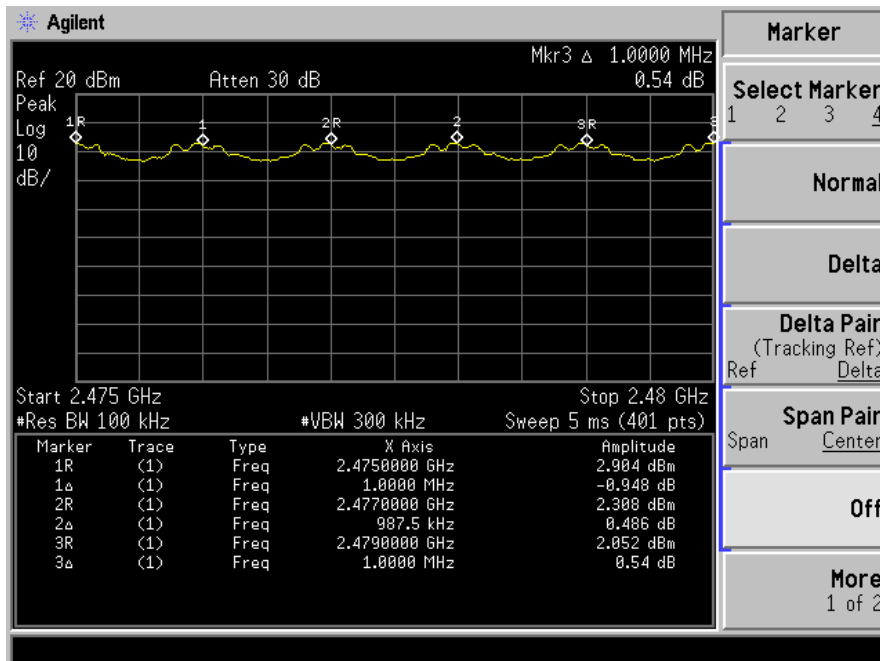 Agilent
Marker
Mkr3 Δ 1.0000 MHz
Ref 20 dBm Atten 30 dB 0.54 dB
Peak
Log
10
dB/
1R 1 2R 2 3R
Start 2.475 GHz Stop 2.48 GHz
#Res BW 100 kHz #VBW 300 kHz Sweep 5 ms (401 pts)
Marker Trace Type X Axis Amplitude
1R (1) Freq 2.4750000 GHz 2.904 dBm
1Δ (1) Freq 1.0000 MHz -0.948 dB
2R (1) Freq 2.4770000 GHz 2.308 dBm
2Δ (1) Freq 987.5 kHz 0.486 dB
3R (1) Freq 2.4790000 GHz 2.052 dBm
3Δ (1) Freq 1.0000 MHz 0.54 dB
Select Marker
1 2 3 4
Normal
Delta
Delta Pair
(Tracking Ref)
Ref Delta
Span Pair
Span Center
Off
More
1 of 2